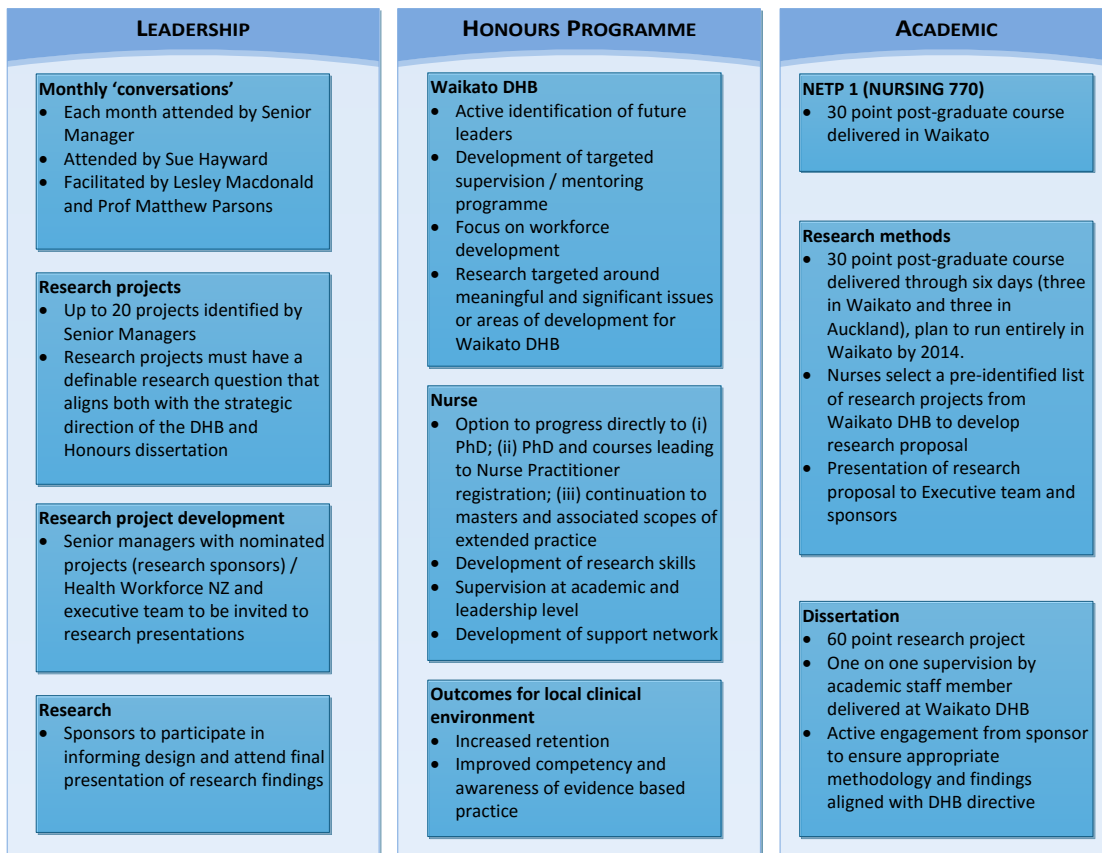 LEADERSHIP
Monthly ‘conversations’
• Each month attended by Senior
Manager
• Attended by Sue Hayward
• Facilitated by Lesley Macdonald
and Prof Matthew Parsons
Research projects
• Up to 20 projects identified by
Senior Managers
• Research projects must have a
definable research question that
aligns both with the strategic
direction of the DHB and
Honours dissertation
Research project development
• Senior managers with nominated
projects (research sponsors) /
Health Workforce NZ and
executive team to be invited to
research presentations
Research
• Sponsors to participate in
informing design and attend final
presentation of research findings
HONOURS PROGRAMME
Waikato DHB
• Active identification of future
leaders
• Development of targeted
supervision / mentoring
programme
• Focus on workforce
development
• Research targeted around
meaningful and significant issues
or areas of development for
Waikato DHB
Nurse
• Option to progress directly to (i)
PhD; (ii) PhD and courses leading
to Nurse Practitioner
registration; (iii) continuation to
masters and associated scopes of
extended practice
• Development of research skills
• Supervision at academic and
leadership level
• Development of support network
Outcomes for local clinical
environment
• Increased retention
• Improved competency and
awareness of evidence based
practice
ACADEMIC
NETP 1 (NURSING 770)
• 30 point post-graduate course
delivered in Waikato
Research methods
• 30 point post-graduate course
delivered through six days (three
in Waikato and three in
Auckland), plan to run entirely in
Waikato by 2014.
• Nurses select a pre-identified list
of research projects from
Waikato DHB to develop
research proposal
• Presentation of research
proposal to Executive team and
sponsors
Dissertation
• 60 point research project
• One on one supervision by
academic staff member
delivered at Waikato DHB
• Active engagement from sponsor
to ensure appropriate
methodology and findings
aligned with DHB directive